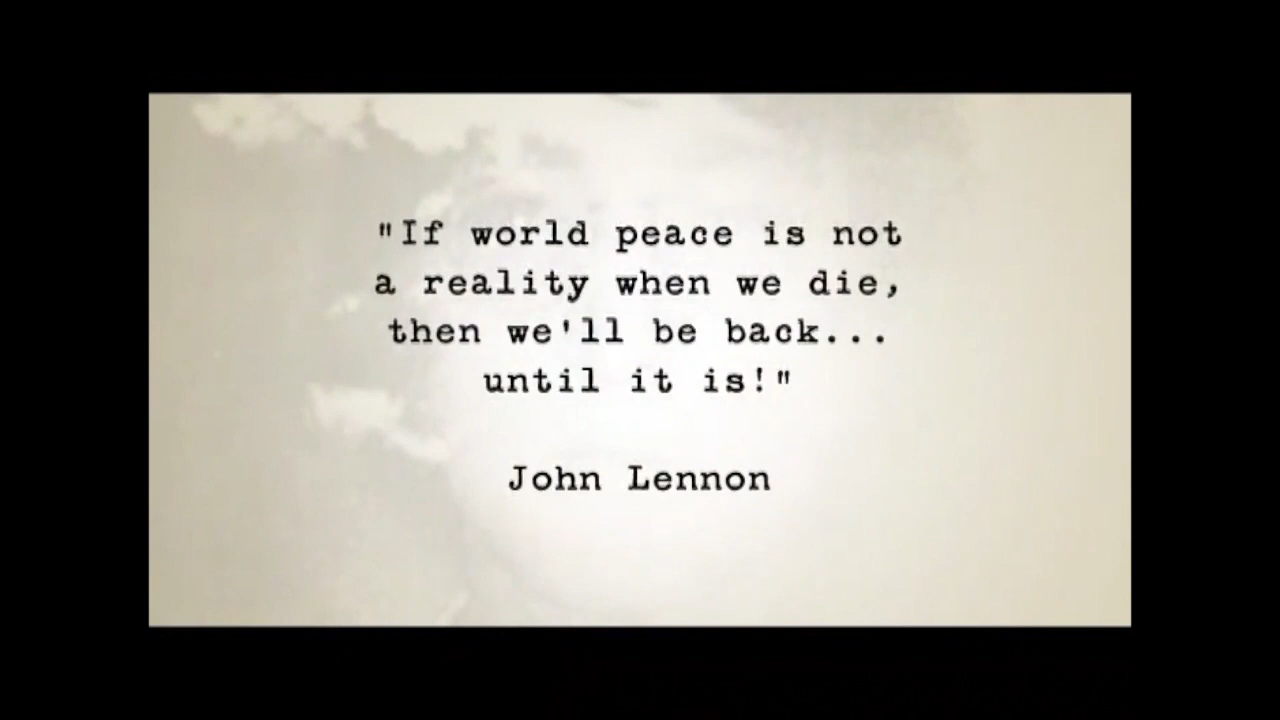 "If world peace is not
a reality when we die,
then we'll be back...
until it is!"
John Lennon